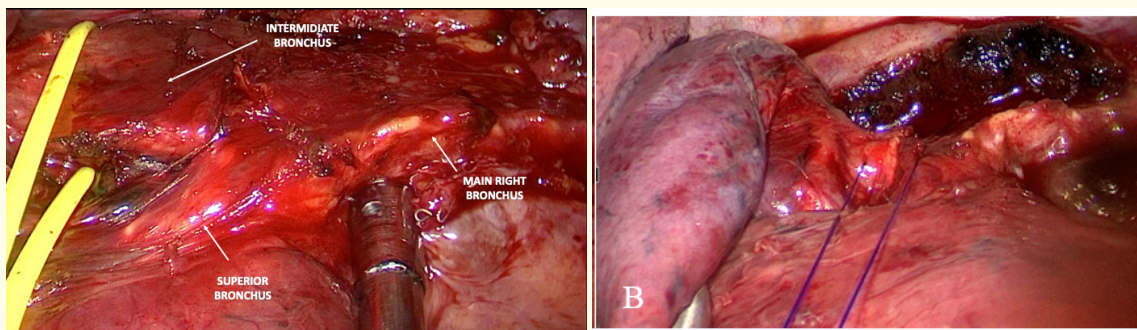 INTERMIDIATE
BRONCHUS
MAIN RIGHT
BRONCHUS
SUPERIOR
BRONCHUS
B